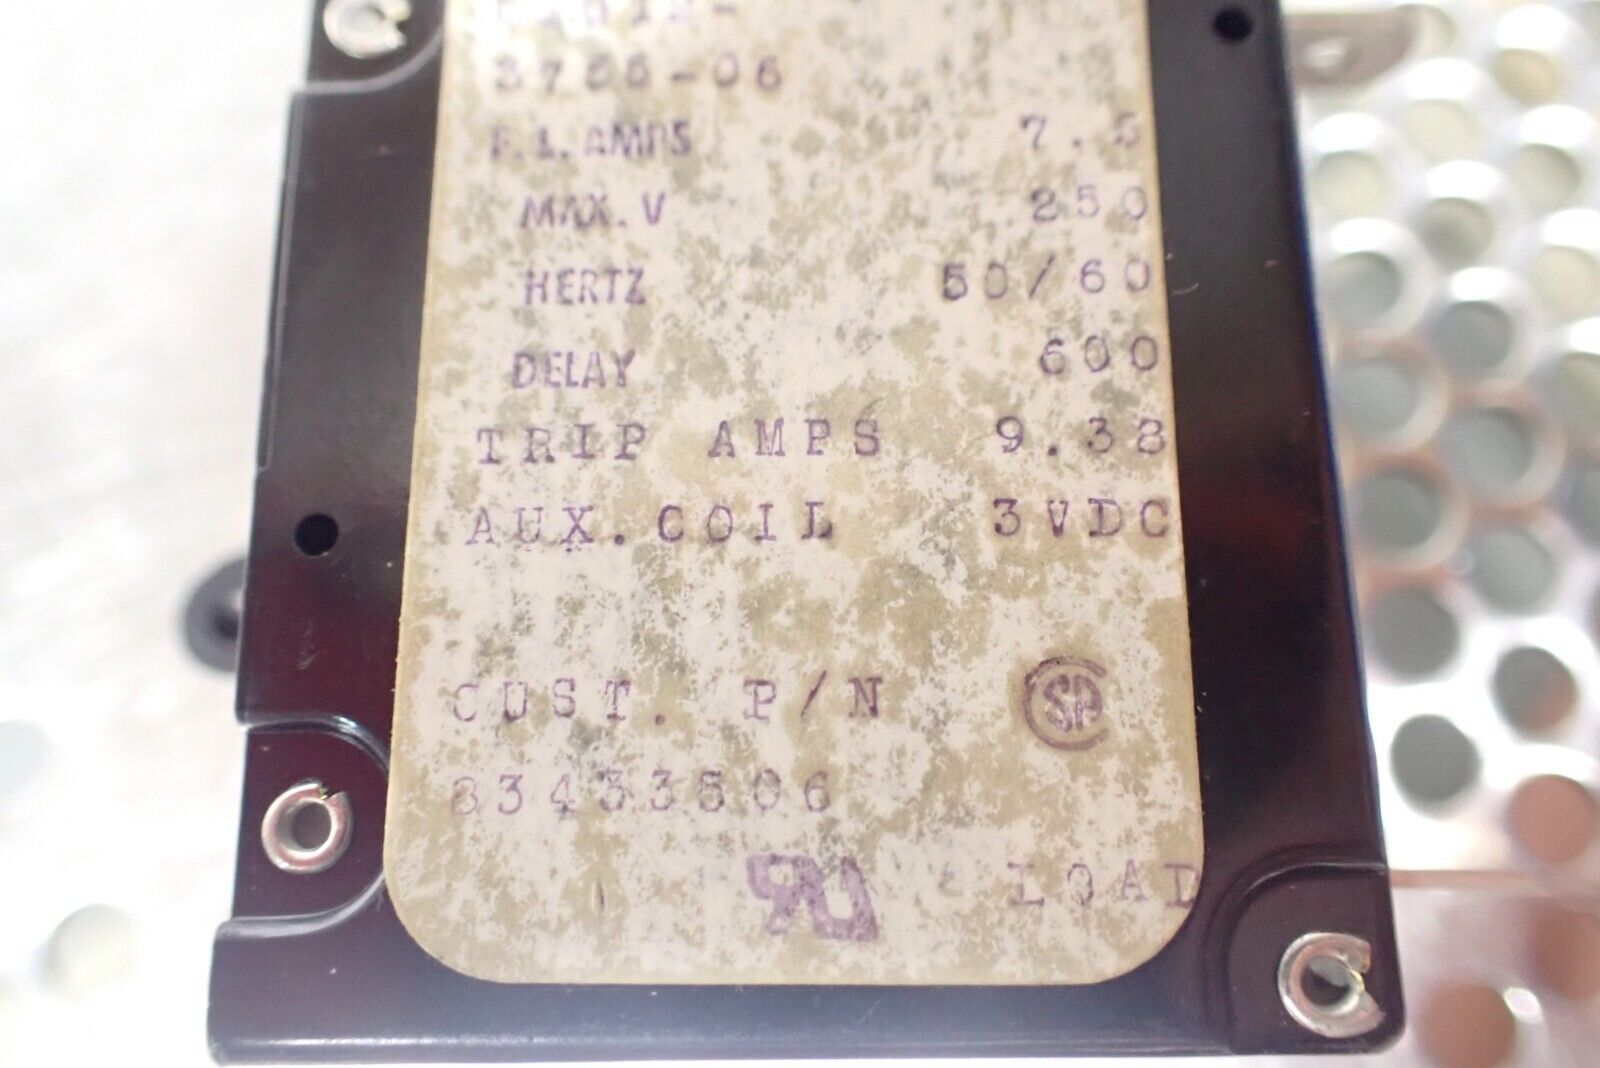 3766-06
F.L.AMPS 7.5
MAX.V 250
HERTZ 50/60
DELAY 600
TRIP AMPS 9.38
AUX.COIL 3VDC
CUST. P/N
83433506
LOAD